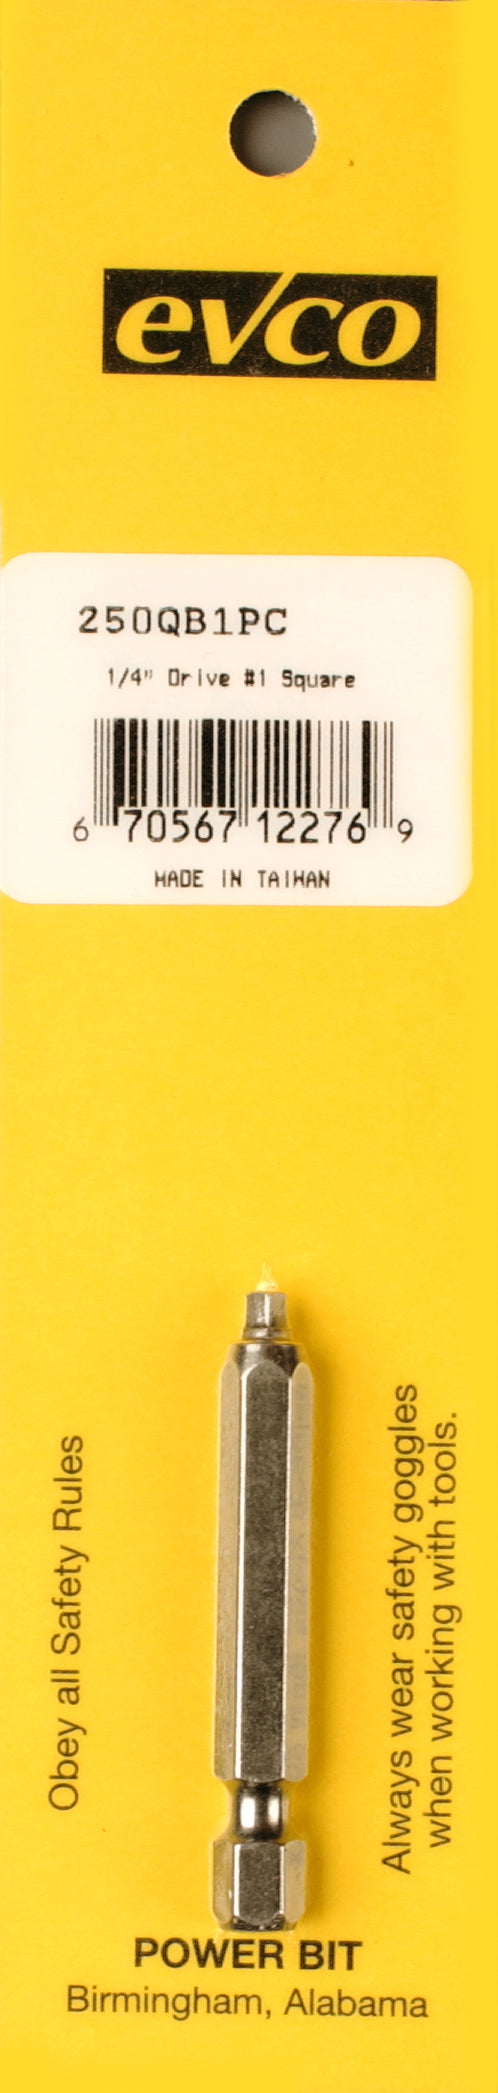 evco
250QB1PC
1/4" Drive #1 Square
6 70567 12276 9
MADE IN TAIWAN
Obey all Safety Rules
Always wear safety goggles
when working with tools.
POWER BIT
Birmingham, Alabama